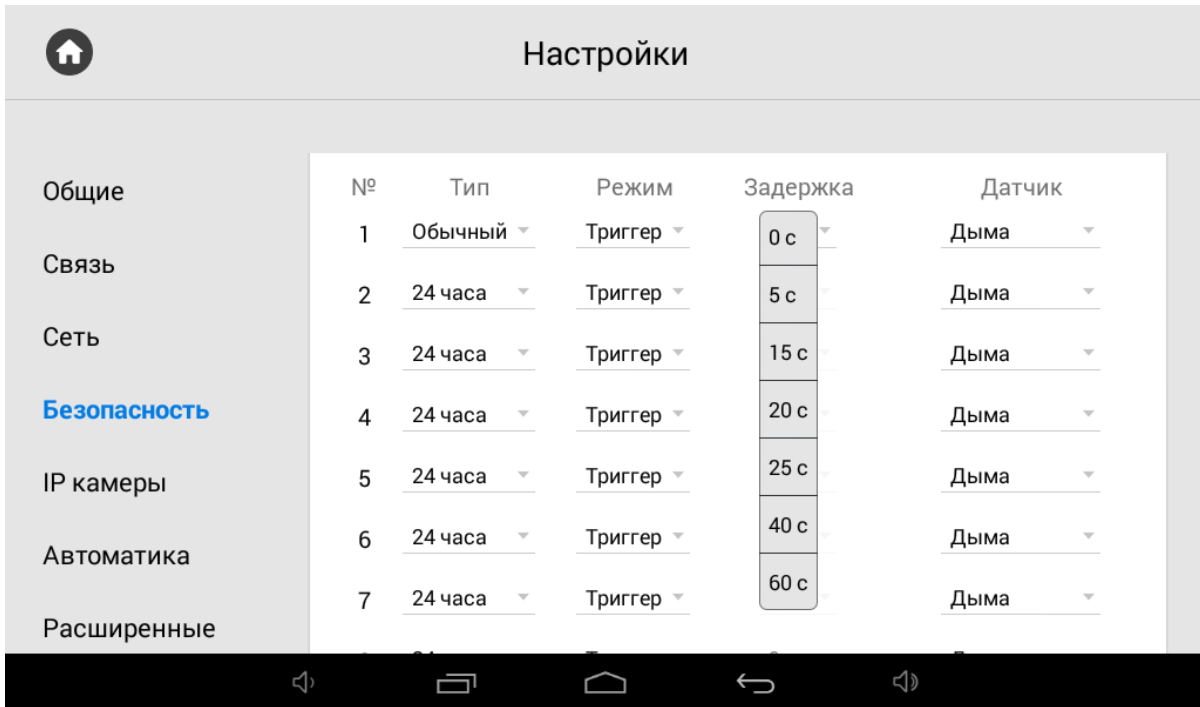 Настройки
Общие
Связь
Сеть
Безопасность
IP камеры
Автоматика
Расширенные
№ Тип Режим Задержка Датчик
1 Обычный Триггер 0 с Дыма
2 24 часа Триггер 5 с Дыма
3 24 часа Триггер 15 с Дыма
4 24 часа Триггер 20 с Дыма
5 24 часа Триггер 25 с Дыма
6 24 часа Триггер 40 с Дыма
7 24 часа Триггер 60 с Дыма